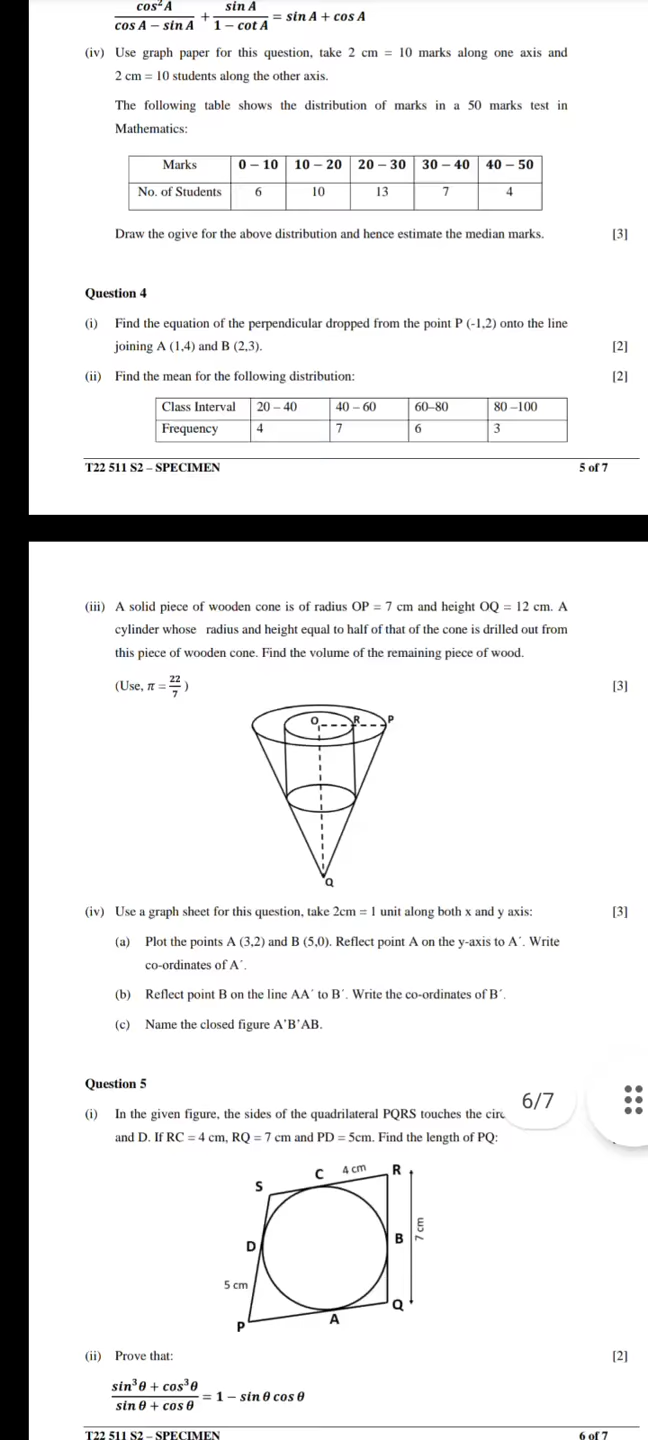 cos²A / (cos A − sin A) + sin A / (1 − cot A) = sin A + cos A
(iv) Use graph paper for this question, take 2 cm = 10 marks along one axis and
2 cm = 10 students along the other axis.
The following table shows the distribution of marks in a 50 marks test in
Mathematics:
Marks 0 – 10 10 – 20 20 – 30 30 – 40 40 – 50
No. of Students 6 10 13 7 4
Draw the ogive for the above distribution and hence estimate the median marks. [3]
Question 4
(i) Find the equation of the perpendicular dropped from the point P (-1,2) onto the line
joining A (1,4) and B (2,3). [2]
(ii) Find the mean for the following distribution: [2]
Class Interval 20 – 40 40 – 60 60–80 80 –100
Frequency 4 7 6 3
T22 511 S2 – SPECIMEN 5 of 7
(iii) A solid piece of wooden cone is of radius OP = 7 cm and height OQ = 12 cm. A
cylinder whose radius and height equal to half of that of the cone is drilled out from
this piece of wooden cone. Find the volume of the remaining piece of wood.
(Use, π = 22/7 ) [3]
O R P
Q
(iv) Use a graph sheet for this question, take 2cm = 1 unit along both x and y axis: [3]
(a) Plot the points A (3,2) and B (5,0). Reflect point A on the y-axis to A´. Write
co-ordinates of A´.
(b) Reflect point B on the line AA´ to B´. Write the co-ordinates of B´.
(c) Name the closed figure A'B'AB.
Question 5
6/7
(i) In the given figure, the sides of the quadrilateral PQRS touches the circ
and D. If RC = 4 cm, RQ = 7 cm and PD = 5cm. Find the length of PQ:
C 4 cm R
S
D B 7 cm
5 cm
Q
P A
(ii) Prove that: [2]
sin³θ + cos³θ / sin θ + cos θ = 1 − sin θ cos θ
T22 511 S2 – SPECIMEN 6 of 7